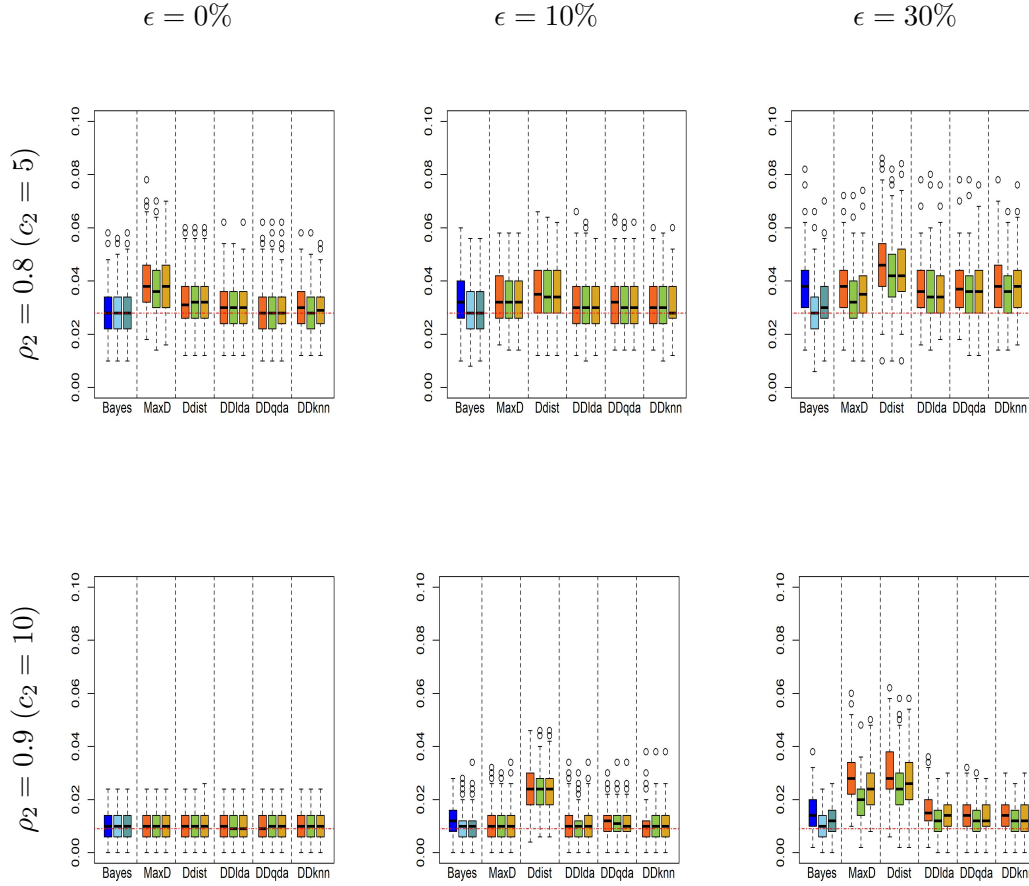 ϵ = 0% ϵ = 10% ϵ = 30%
ρ₂ = 0.8 (c₂ = 5)
0.10 0.10 0.10
0.08 0.08 0.08
0.06 0.06 0.06
0.04 0.04 0.04
0.02 0.02 0.02
0.00 0.00 0.00
Bayes MaxD Ddist DDlda DDqda DDknn Bayes MaxD Ddist DDlda DDqda DDknn Bayes MaxD Ddist DDlda DDqda DDknn
ρ₂ = 0.9 (c₂ = 10)
0.10 0.10 0.10
0.08 0.08 0.08
0.06 0.06 0.06
0.04 0.04 0.04
0.02 0.02 0.02
0.00 0.00 0.00
Bayes MaxD Ddist DDlda DDqda DDknn Bayes MaxD Ddist DDlda DDqda DDknn Bayes MaxD Ddist DDlda DDqda DDknn